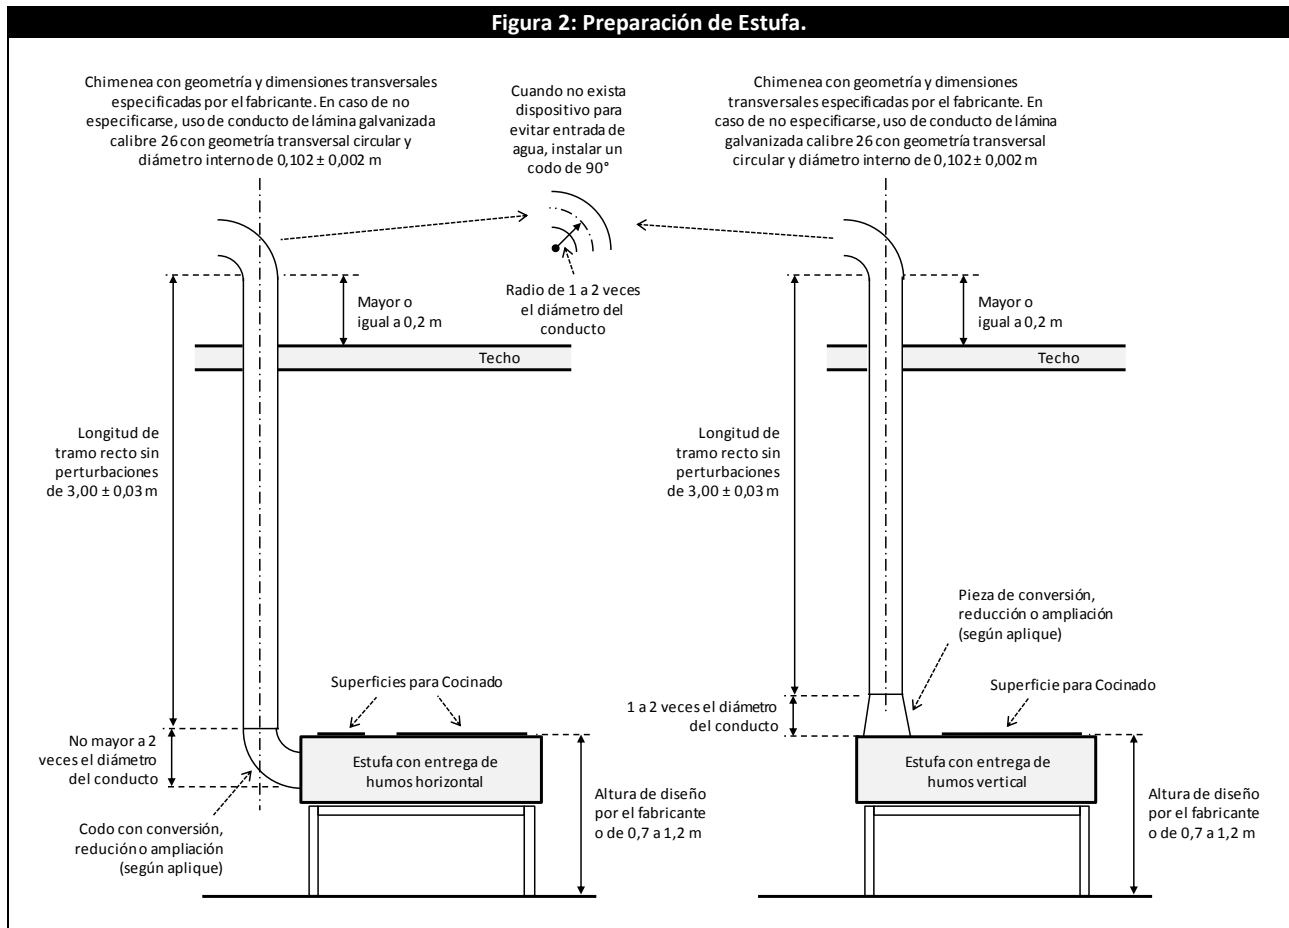 Figura 2: Preparación de Estufa.
Chimenea con geometría y dimensiones transversales
especificadas por el fabricante. En caso de no
especificarse, uso de conducto de lámina galvanizada
calibre 26 con geometría transversal circular y
diámetro interno de 0,102 ± 0,002 m
Cuando no exista
dispositivo para
evitar entrada de
agua, instalar un
codo de 90°
Chimenea con geometría y dimensiones
transversales especificadas por el fabricante. En
caso de no especificarse, uso de conducto de lámina
galvanizada calibre 26 con geometría transversal
circular y diámetro interno de 0,102 ± 0,002 m
Radio de 1 a 2 veces
el diámetro del
conducto
Mayor o
igual a 0,2 m
Techo
Mayor o
igual a 0,2 m
Techo
Longitud de
tramo recto sin
perturbaciones
de 3,00 ± 0,03 m
Longitud de
tramo recto sin
perturbaciones
de 3,00 ± 0,03 m
Pieza de conversión,
reducción o ampliación
(según aplique)
Superficies para Cocinado
Superficie para Cocinado
1 a 2 veces el diámetro
del conducto
No mayor a 2
veces el diámetro
del conducto
Estufa con entrega de
humos horizontal
Estufa con entrega de
humos vertical
Altura de diseño
por el fabricante
o de 0,7 a 1,2 m
Altura de diseño
por el fabricante
o de 0,7 a 1,2 m
Codo con conversión,
redución o ampliación
(según aplique)